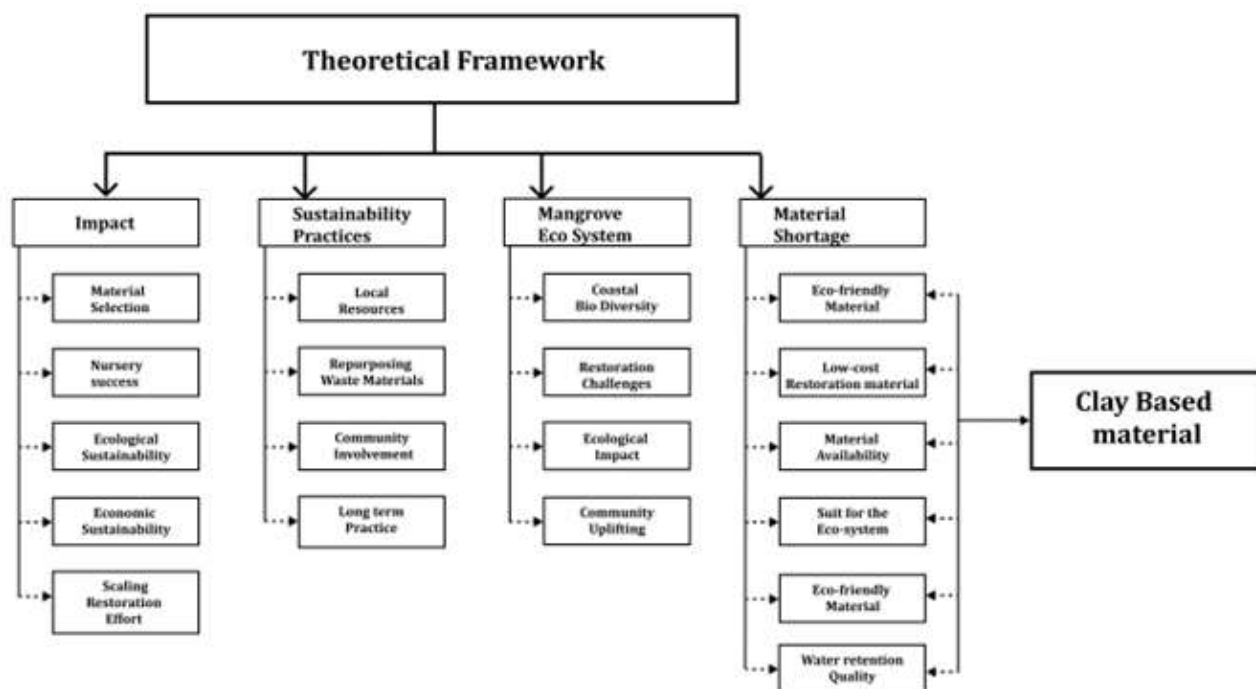 Theoretical Framework
Impact
Material
Selection
Nursery
success
Ecological
Sustainability
Economic
Sustainability
Scaling
Restoration
Effort
Sustainability
Practices
Local
Resources
Repurposing
Waste Materials
Community
Involvement
Long term
Practice
Mangrove
Eco System
Coastal
Bio Diversity
Restoration
Challenges
Ecological
Impact
Community
Uplifting
Material
Shortage
Eco-friendly
Material
Low-cost
Restoration material
Material
Availability
Suit for the
Eco-system
Eco-friendly
Material
Water retention
Quality
Clay Based
material